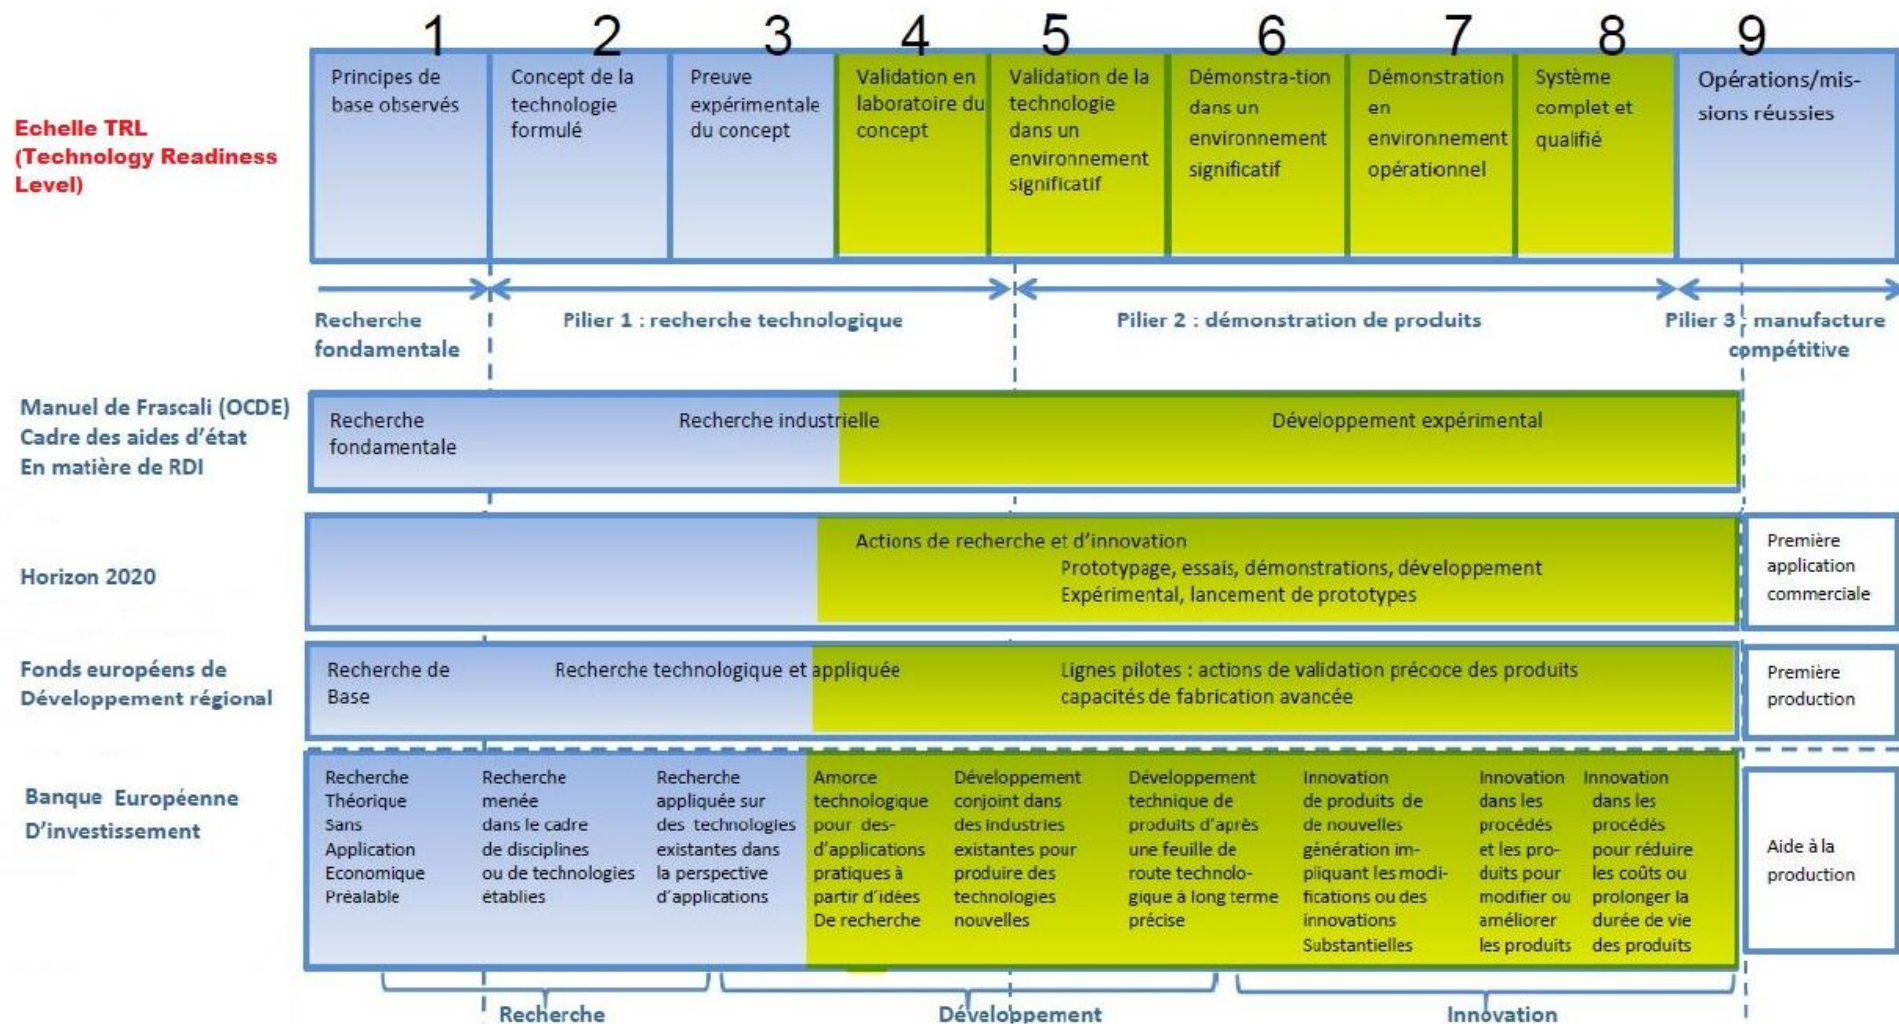 1
2
3
4
5
6
7
8
9
Echelle TRL
(Technology Readiness
Level)
Principes de
base observés
Concept de la
technologie
formulé
Preuve
expérimentale
du concept
Validation en
laboratoire du
concept
Validation de la
technologie
dans un
environnement
significatif
Démonstra-tion
dans un
environnement
significatif
Démonstration
en
environnement
opérationnel
Système
complet et
qualifié
Opérations/mis-
sions réussies
Recherche
fondamentale
Pilier 1 : recherche technologique
Pilier 2 : démonstration de produits
Pilier 3 : manufacture
compétitive
Manuel de Frascali (OCDE)
Cadre des aides d'état
En matière de RDI
Recherche
fondamentale
Recherche industrielle
Développement expérimental
Horizon 2020
Actions de recherche et d'innovation
Prototypage, essais, démonstrations, développement
Expérimental, lancement de prototypes
Première
application
commerciale
Fonds européens de
Développement régional
Recherche de
Base
Recherche technologique et appliquée
Lignes pilotes : actions de validation précoce des produits
capacités de fabrication avancée
Première
production
Banque Européenne
D'investissement
Recherche
Théorique
Sans
Application
Economique
Préalable
Recherche
menée
dans le cadre
de disciplines
ou de technologies
établies
Recherche
appliquée sur
des technologies
existantes dans
la perspective
d'applications
Amorce
technologique
pour des-
d'applications
pratiques à
partir d'idées
De recherche
Développement
conjoint dans
des industries
existantes pour
produire des
technologies
nouvelles
Développement
technique de
produits d'après
une feuille de
route technolo-
gique à long terme
précise
Innovation
de produits de
de nouvelles
génération im-
pliquant les modi-
fications ou des
innovations
Substantielles
Innovation
dans les
procédés
et les pro-
duits pour
modifier ou
améliorer
les produits
Innovation
dans les
procédés
pour réduire
les coûts ou
prolonger la
durée de vie
des produits
Aide à la
production
Recherche
Développement
Innovation